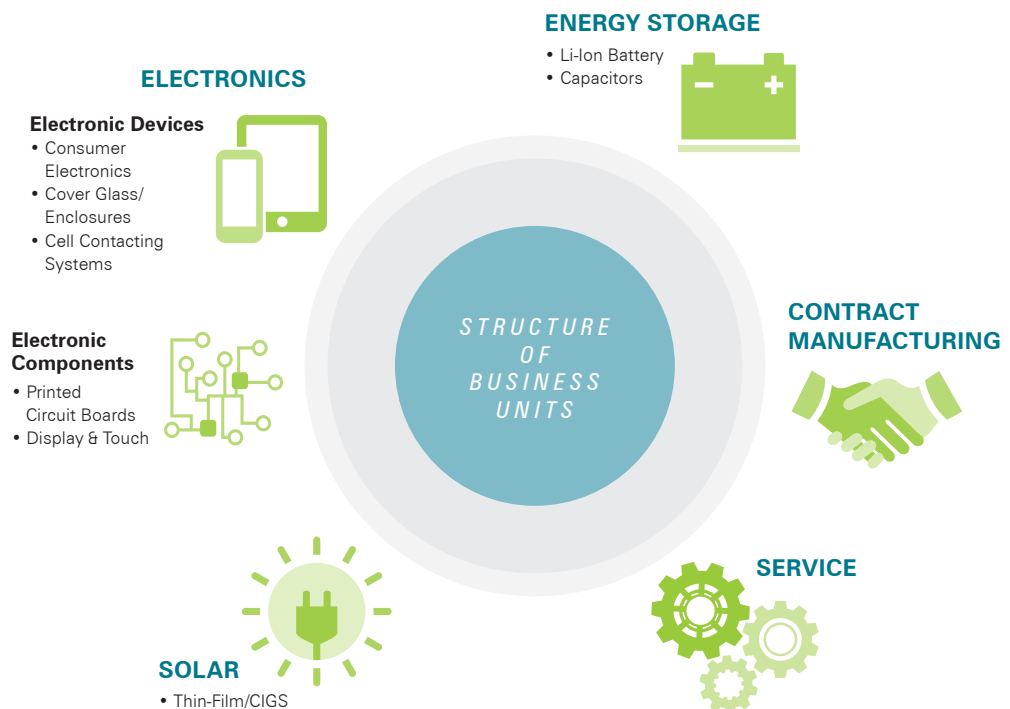 ENERGY STORAGE
• Li-Ion Battery
• Capacitors
ELECTRONICS
Electronic Devices
• Consumer
Electronics
• Cover Glass/
Enclosures
• Cell Contacting
Systems
Electronic
Components
• Printed
Circuit Boards
• Display & Touch
STRUCTURE
OF
BUSINESS
UNITS
CONTRACT
MANUFACTURING
SERVICE
SOLAR
• Thin-Film/CIGS